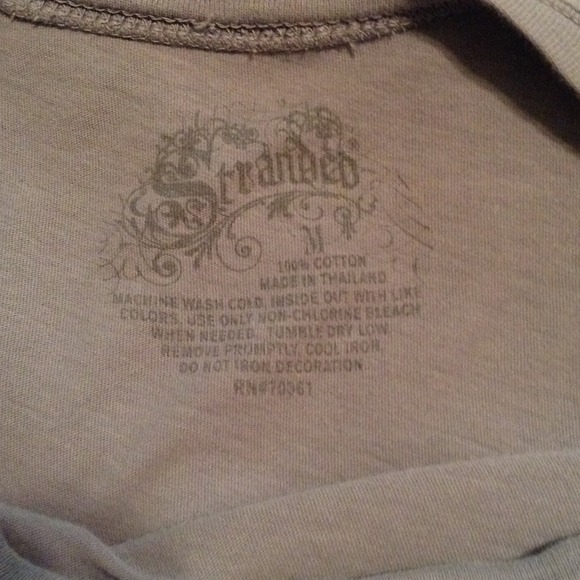 Stranded®
M
100% COTTON
MADE IN THAILAND
MACHINE WASH COLD, INSIDE OUT WITH LIKE
COLORS. USE ONLY NON-CHLORINE BLEACH
WHEN NEEDED. TUMBLE DRY LOW.
REMOVE PROMPTLY. COOL IRON.
DO NOT IRON DECORATION.
RN#70361